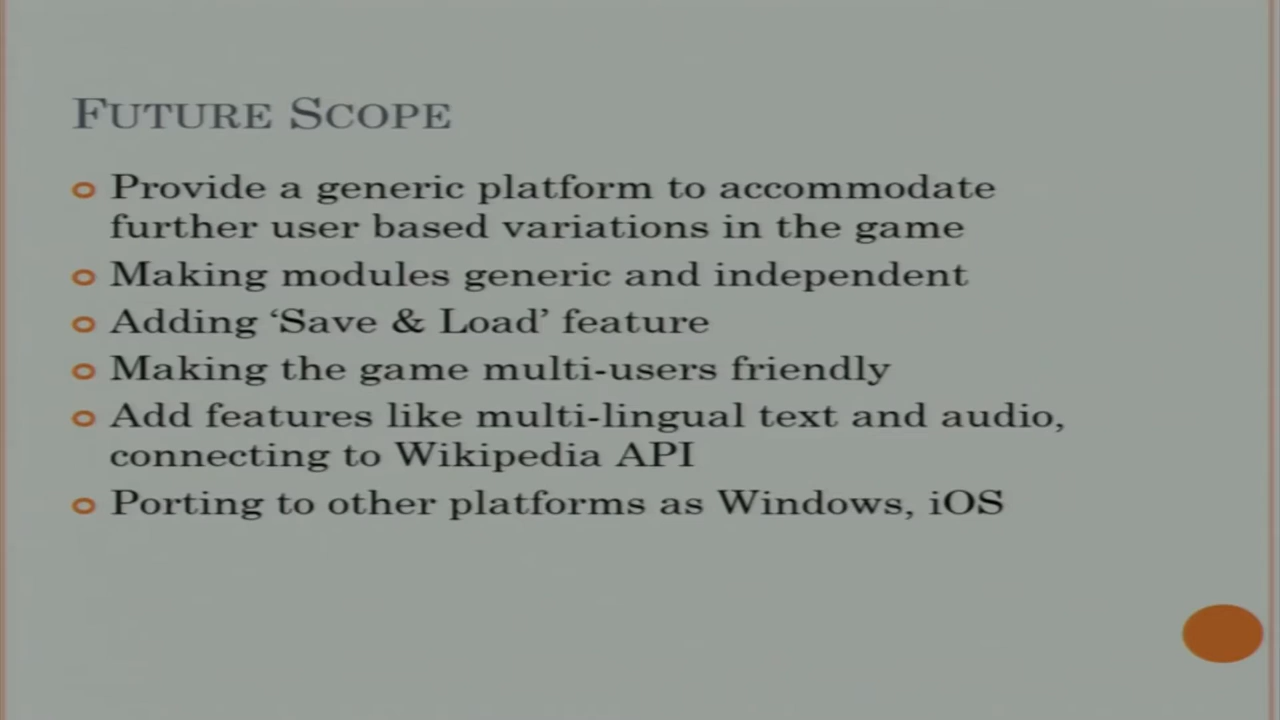 FUTURE SCOPE
Provide a generic platform to accommodate
further user based variations in the game
Making modules generic and independent
Adding ‘Save & Load’ feature
Making the game multi-users friendly
Add features like multi-lingual text and audio,
connecting to Wikipedia API
Porting to other platforms as Windows, iOS